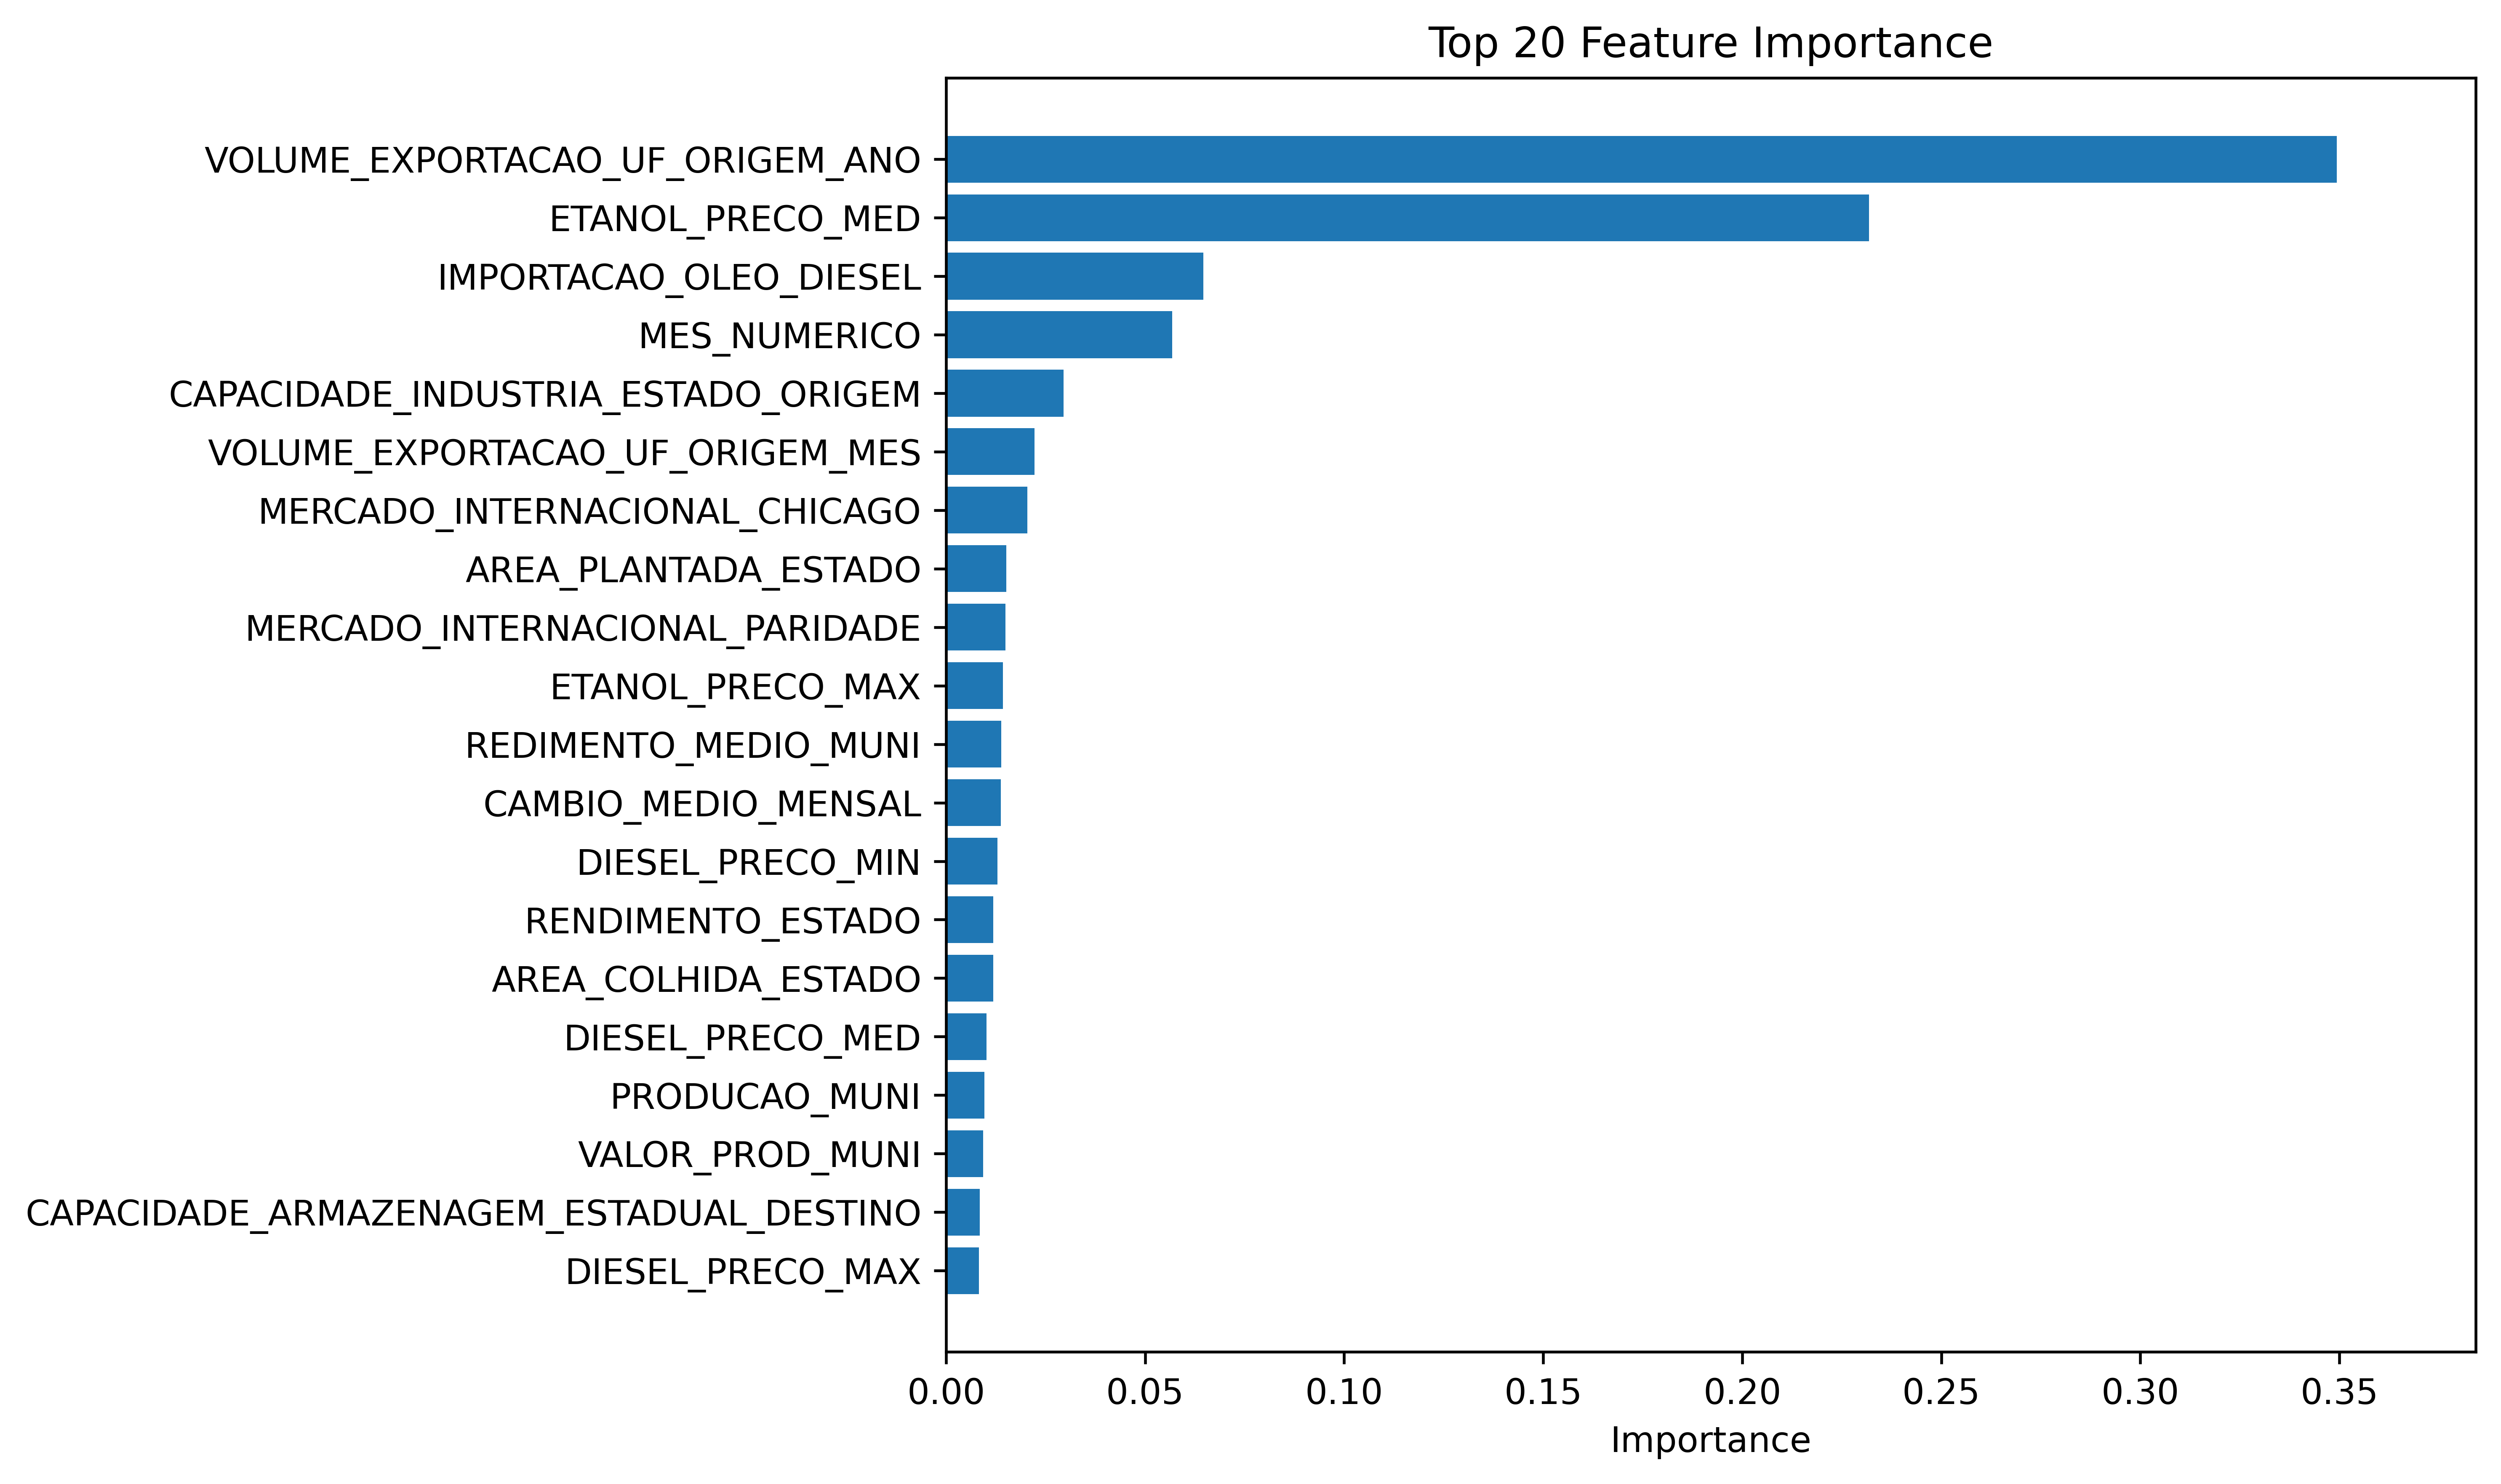 Top 20 Feature Importance
VOLUME_EXPORTACAO_UF_ORIGEM_ANO
ETANOL_PRECO_MED
IMPORTACAO_OLEO_DIESEL
MES_NUMERICO
CAPACIDADE_INDUSTRIA_ESTADO_ORIGEM
VOLUME_EXPORTACAO_UF_ORIGEM_MES
MERCADO_INTERNACIONAL_CHICAGO
AREA_PLANTADA_ESTADO
MERCADO_INTERNACIONAL_PARIDADE
ETANOL_PRECO_MAX
REDIMENTO_MEDIO_MUNI
CAMBIO_MEDIO_MENSAL
DIESEL_PRECO_MIN
RENDIMENTO_ESTADO
AREA_COLHIDA_ESTADO
DIESEL_PRECO_MED
PRODUCAO_MUNI
VALOR_PROD_MUNI
CAPACIDADE_ARMAZENAGEM_ESTADUAL_DESTINO
DIESEL_PRECO_MAX
0.00 0.05 0.10 0.15 0.20 0.25 0.30 0.35
Importance